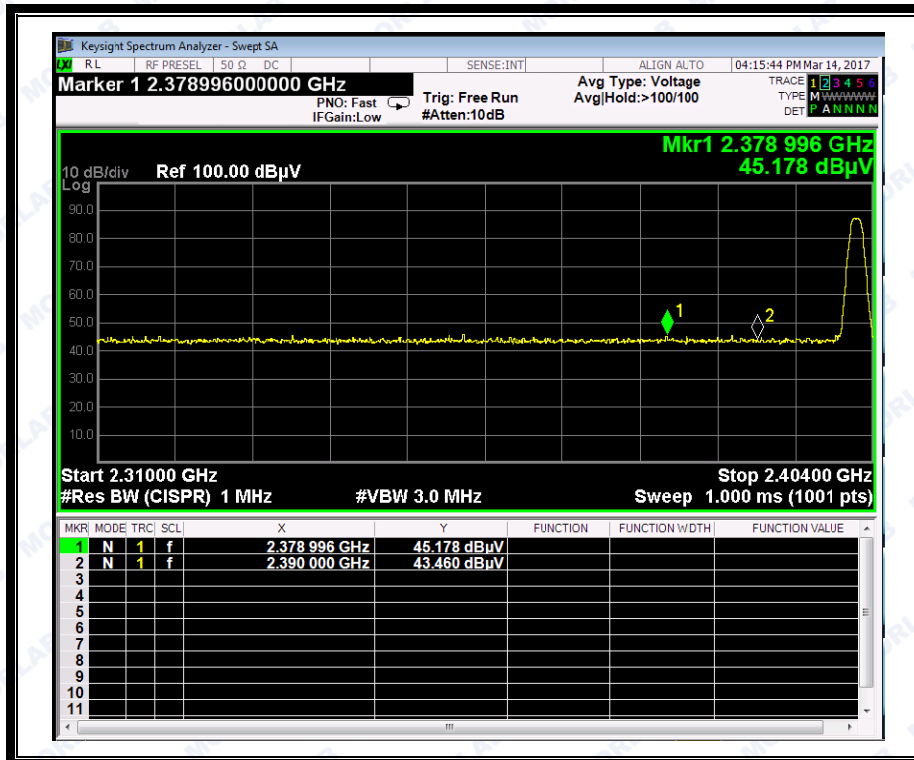 Keysight Spectrum Analyzer - Swept SA
LXI RL RF PRESEL 50 Ω DC SENSE:INT ALIGN AUTO 04:15:44 PM Mar 14, 2017
Marker 1 2.378996000000 GHz
PNO: Fast
IFGain:Low
Trig: Free Run
#Atten:10dB
Avg Type: Voltage
Avg|Hold:>100/100
TRACE 1 2 3 4 5 6
TYPE M WWWWW
DET P A N N N N
Mkr1 2.378 996 GHz
45.178 dBµV
10 dB/div Ref 100.00 dBµV
Log
90.0
80.0
70.0
60.0
50.0
40.0
30.0
20.0
10.0
1
2
Start 2.31000 GHz Stop 2.40400 GHz
#Res BW (CISPR) 1 MHz #VBW 3.0 MHz Sweep 1.000 ms (1001 pts)
MKR MODE TRC SCL X Y FUNCTION FUNCTION WIDTH FUNCTION VALUE
1 N 1 f 2.378 996 GHz 45.178 dBµV
2 N 1 f 2.390 000 GHz 43.460 dBµV
3
4
5
6
7
8
9
10
11